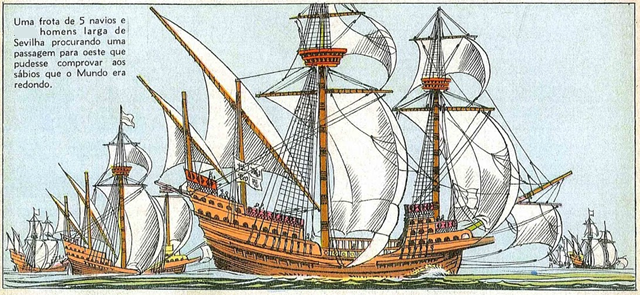 Uma frota de 5 navios e
homens larga de
Sevilha procurando uma
passagem para oeste que
pudesse comprovar aos
sábios que o Mundo era
redondo.